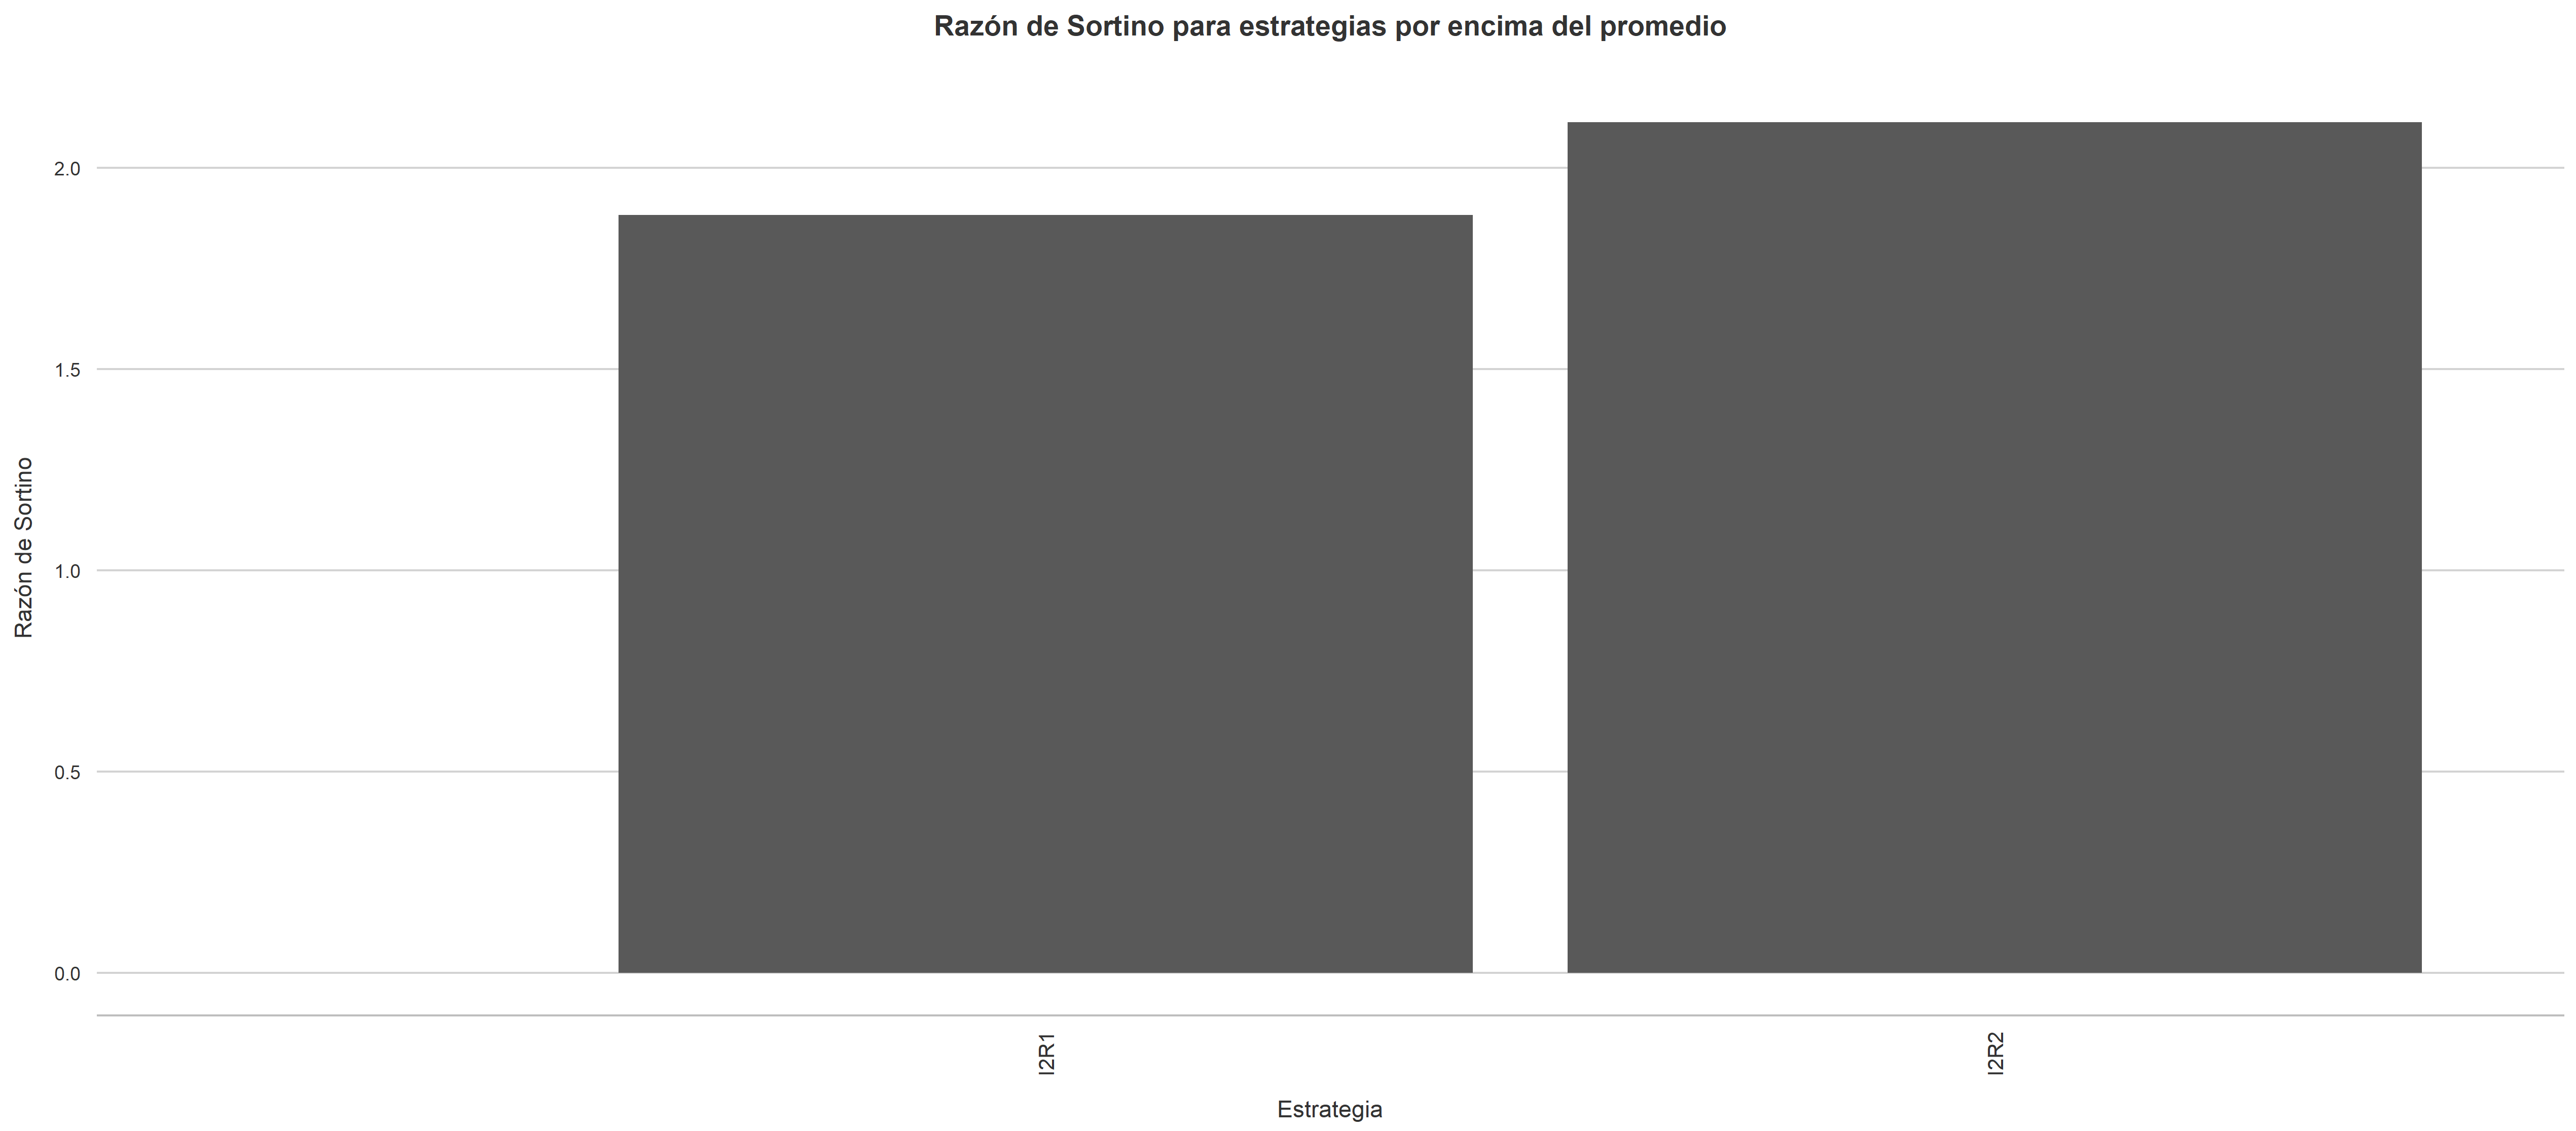 Razón de Sortino para estrategias por encima del promedio
Razón de Sortino
2.0
1.5
1.0
0.5
0.0
I2R1
I2R2
Estrategia